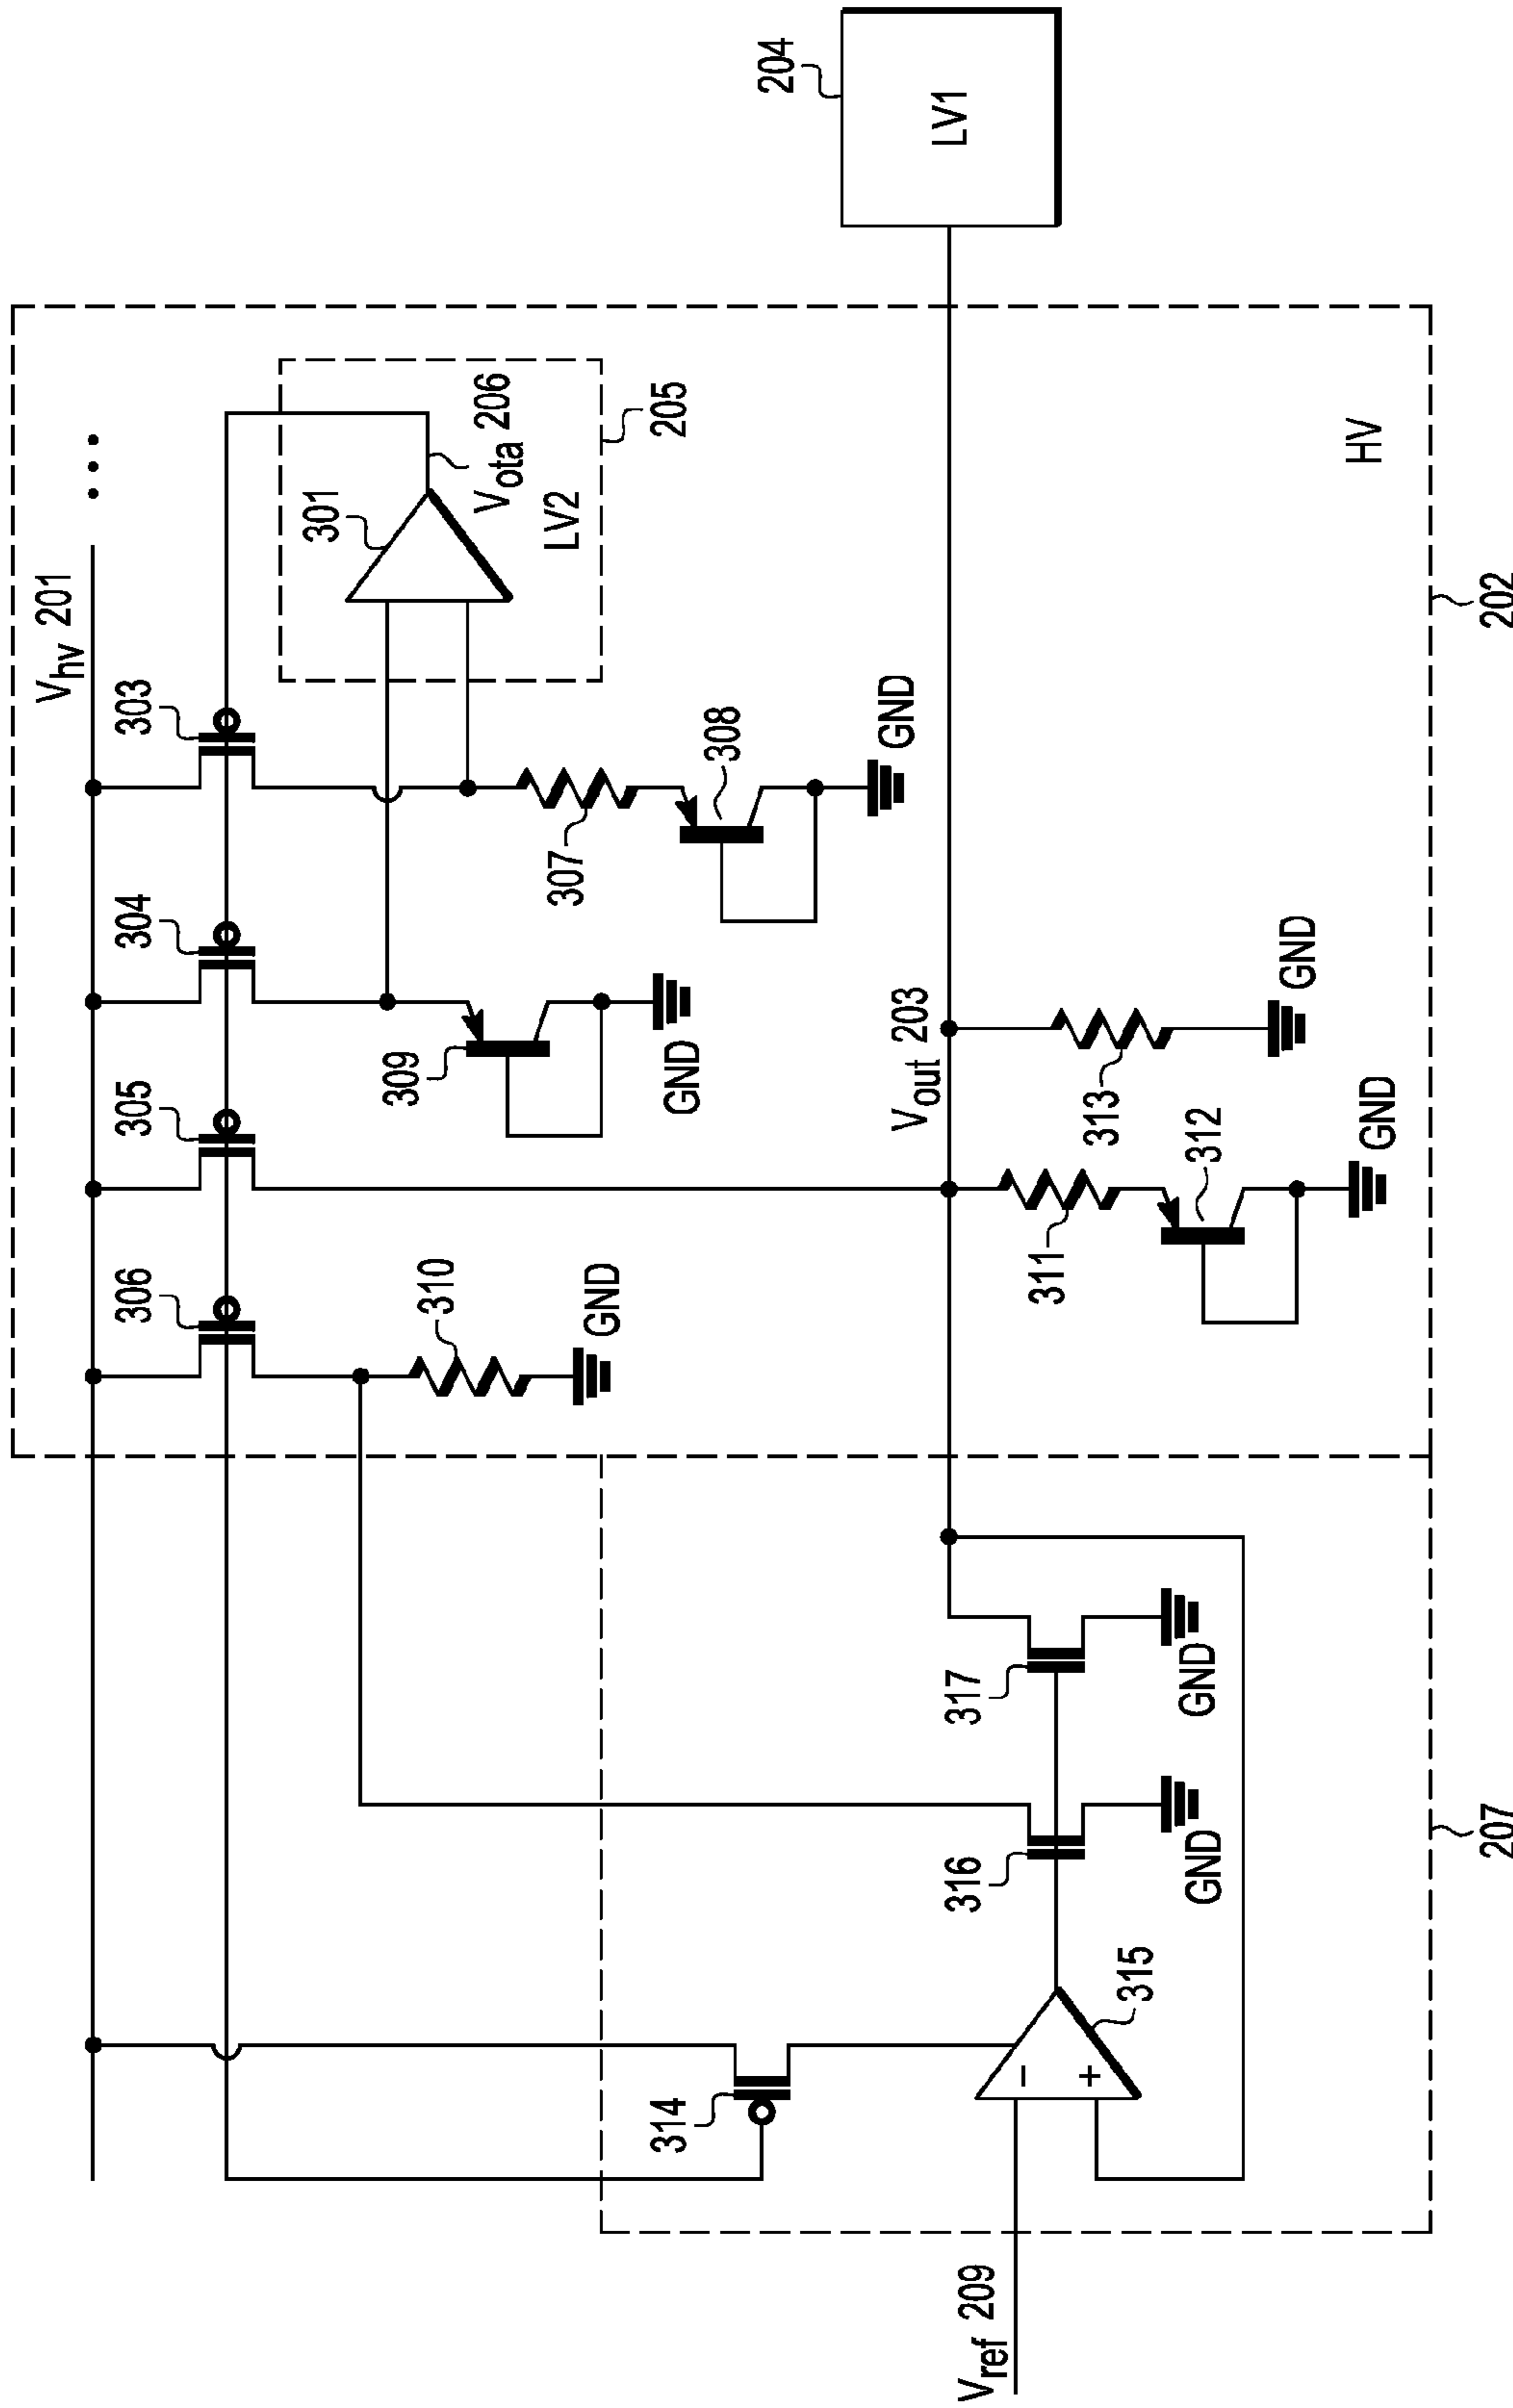 V_hv 201
306
305
304
303
310
GND
309
GND
307
308
GND
301
V_ota 206
LV2
205
V_out 203
311
312
GND
313
GND
HV
202
LV1
204
314
V_ref 209
-
+
315
316
GND
317
GND
207